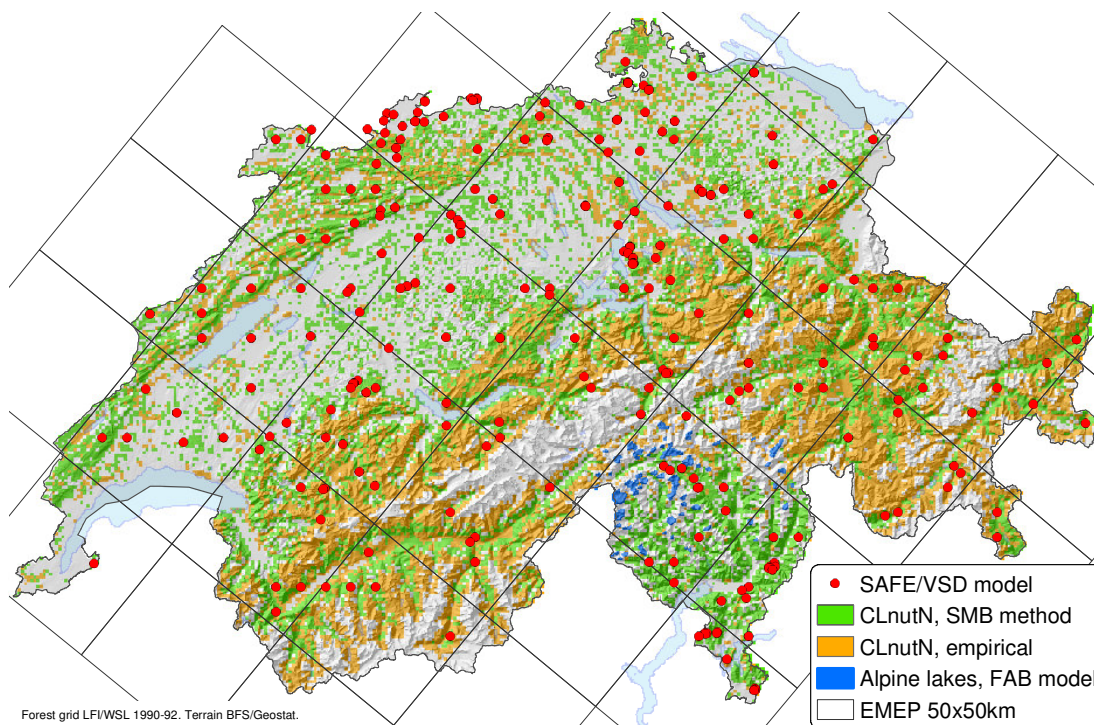 SAFE/VSD model
CLnutN, SMB method
CLnutN, empirical
Alpine lakes, FAB model
EMEP 50x50km
Forest grid LFI/WSL 1990-92. Terrain BFS/Geostat.